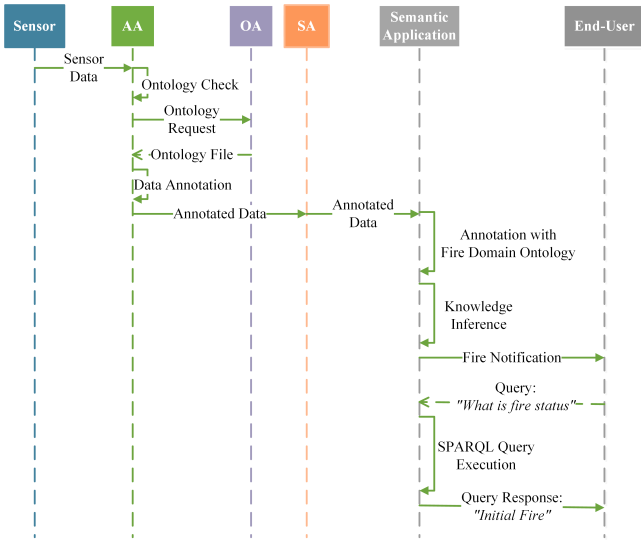 Sensor
AA
OA
SA
Semantic
Application
End-User
Sensor
Data
Ontology Check
Ontology
Request
Ontology File
Data Annotation
Annotated Data
Annotated
Data
Annotation with
Fire Domain Ontology
Knowledge
Inference
Fire Notification
Query:
"What is fire status"
SPARQL Query
Execution
Query Response:
"Initial Fire"